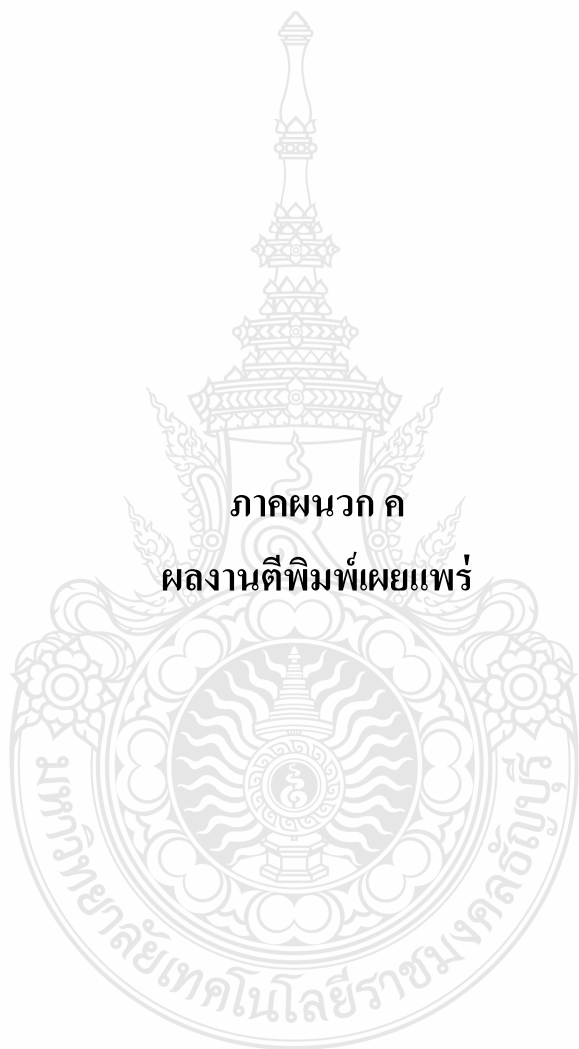 ภาคผนวก ค
ผลงานตีพิมพ์เผยแพร่
มหาวิทยาลัยเทคโนโลยีราชมงคลธัญบุรี